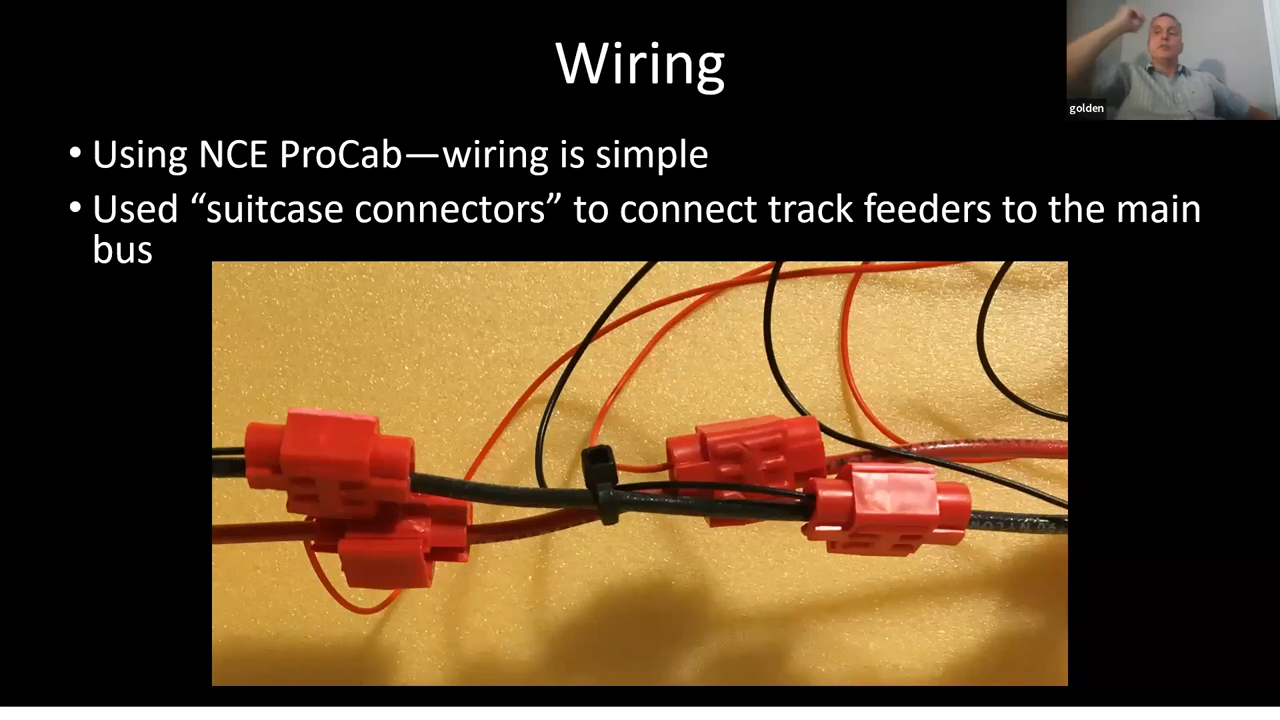 Wiring
golden
• Using NCE ProCab—wiring is simple
• Used “suitcase connectors” to connect track feeders to the main
bus